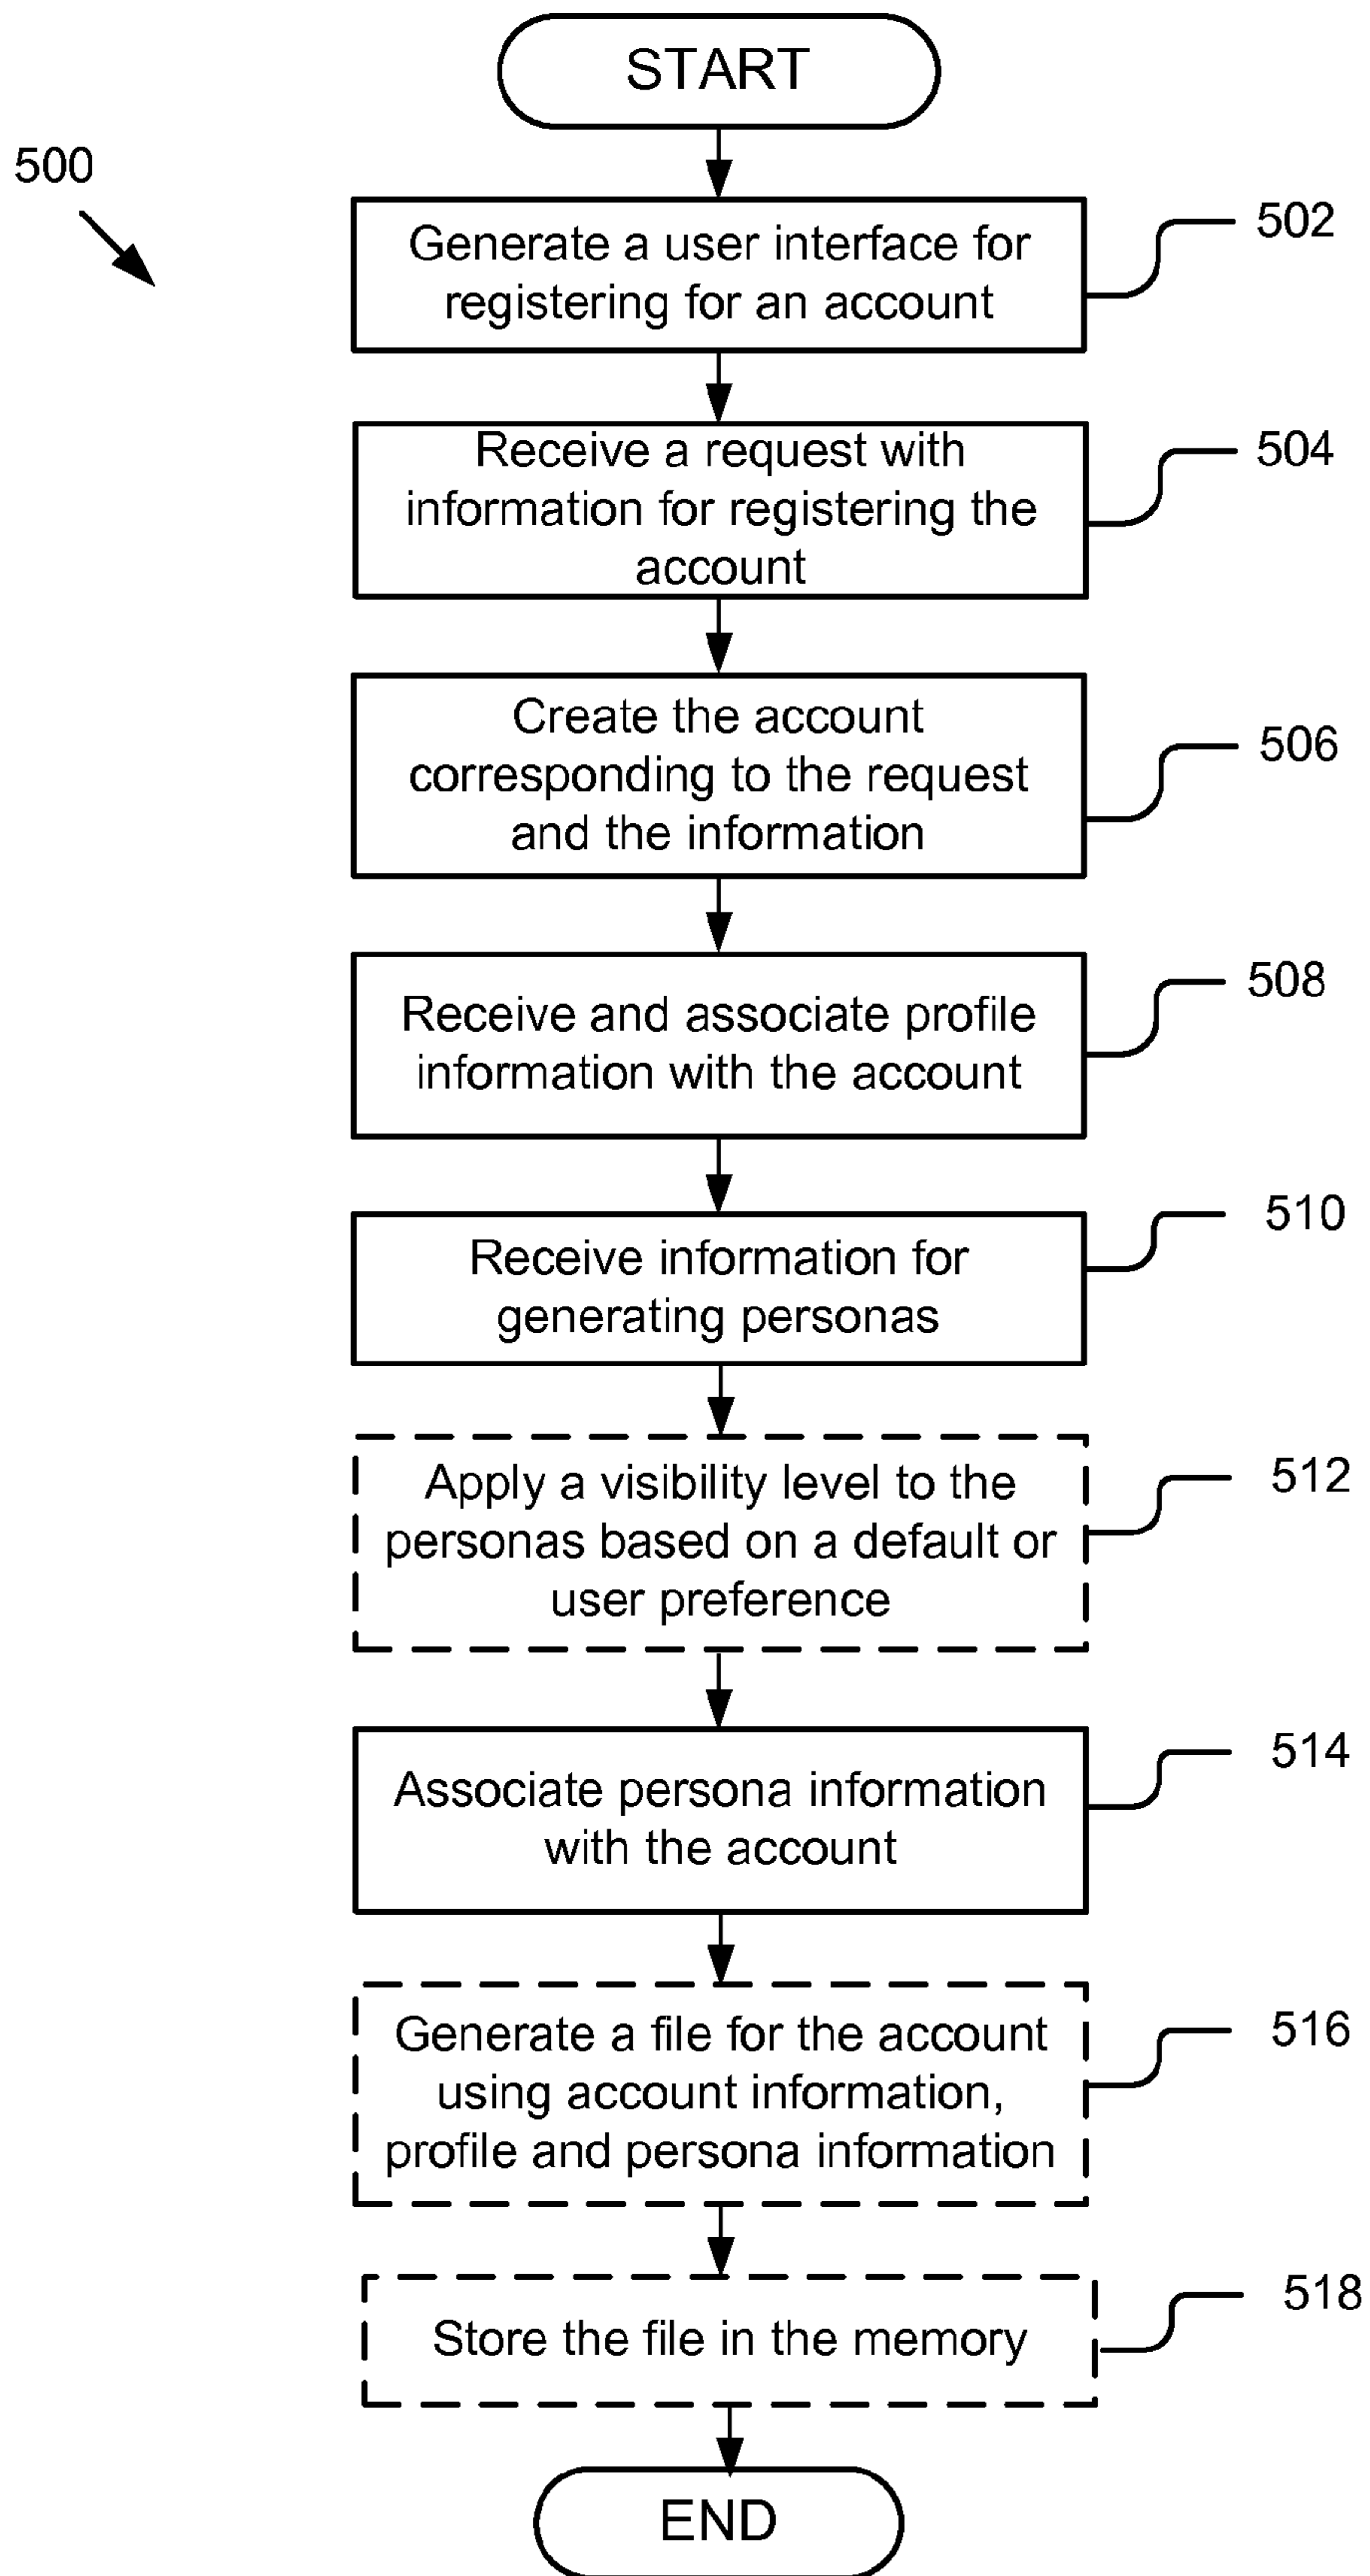 START
500
Generate a user interface for
registering for an account
502
Receive a request with
information for registering the
account
504
Create the account
corresponding to the request
and the information
506
Receive and associate profile
information with the account
508
Receive information for
generating personas
510
Apply a visibility level to the
personas based on a default or
user preference
512
Associate persona information
with the account
514
Generate a file for the account
using account information,
profile and persona information
516
Store the file in the memory
518
END